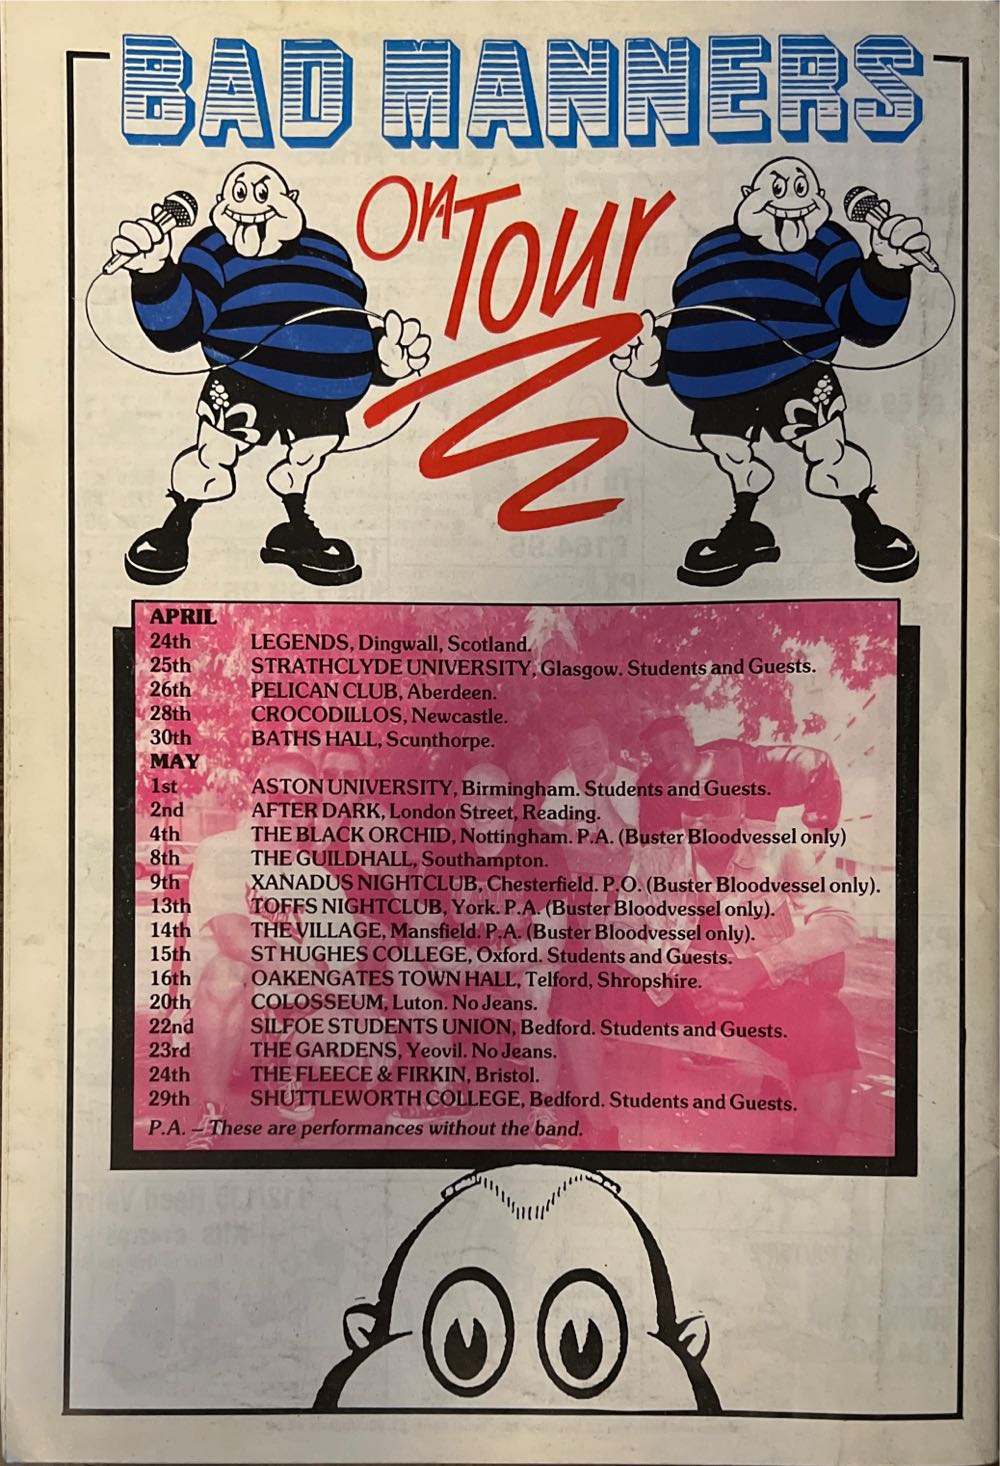 BAD MANNERS
On Tour
APRIL
24th LEGENDS, Dingwall, Scotland.
25th STRATHCLYDE UNIVERSITY, Glasgow. Students and Guests.
26th PELICAN CLUB, Aberdeen.
28th CROCODILLOS, Newcastle.
30th BATHS HALL, Scunthorpe.
MAY
1st ASTON UNIVERSITY, Birmingham. Students and Guests.
2nd AFTER DARK, London Street, Reading.
4th THE BLACK ORCHID, Nottingham. P.A. (Buster Bloodvessel only)
8th THE GUILDHALL, Southampton.
9th XANADUS NIGHTCLUB, Chesterfield. P.O. (Buster Bloodvessel only).
13th TOFFS NIGHTCLUB, York. P.A. (Buster Bloodvessel only).
14th THE VILLAGE, Mansfield. P.A. (Buster Bloodvessel only).
15th ST HUGHES COLLEGE, Oxford. Students and Guests.
16th OAKENGATES TOWN HALL, Telford, Shropshire.
20th COLOSSEUM, Luton. No Jeans.
22nd SILFOE STUDENTS UNION, Bedford. Students and Guests.
23rd THE GARDENS, Yeovil. No Jeans.
24th THE FLEECE & FIRKIN, Bristol.
29th SHUTTLEWORTH COLLEGE, Bedford. Students and Guests.
P.A. – These are performances without the band.